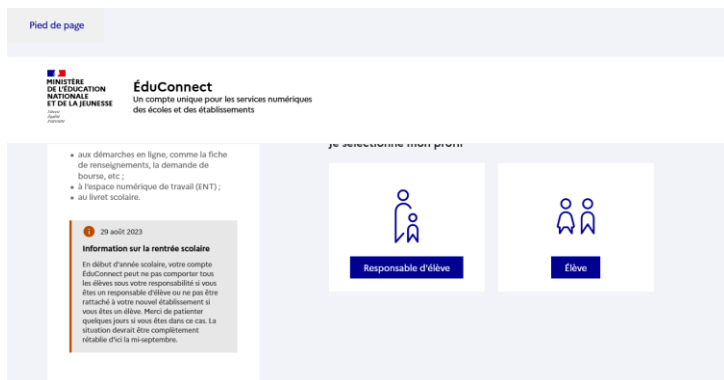 Pied de page
MINISTÈRE
DE L'ÉDUCATION
NATIONALE
ET DE LA JEUNESSE
Liberté
Égalité
Fraternité
ÉduConnect
Un compte unique pour les services numériques
des écoles et des établissements
aux démarches en ligne, comme la fiche
de renseignements, la demande de
bourse, etc ;
à l'espace numérique de travail (ENT) ;
au livret scolaire.
29 août 2023
Information sur la rentrée scolaire
En début d'année scolaire, votre compte
ÉduConnect peut ne pas comporter tous
les élèves sous votre responsabilité si vous
êtes un responsable d'élève ou ne pas être
rattaché à votre nouvel établissement si
vous êtes un élève. Merci de patienter
quelques jours si vous êtes dans ce cas. La
situation devrait être complètement
rétablie d'ici la mi-septembre.
Je sélectionne mon profil
Responsable d'élève
Élève